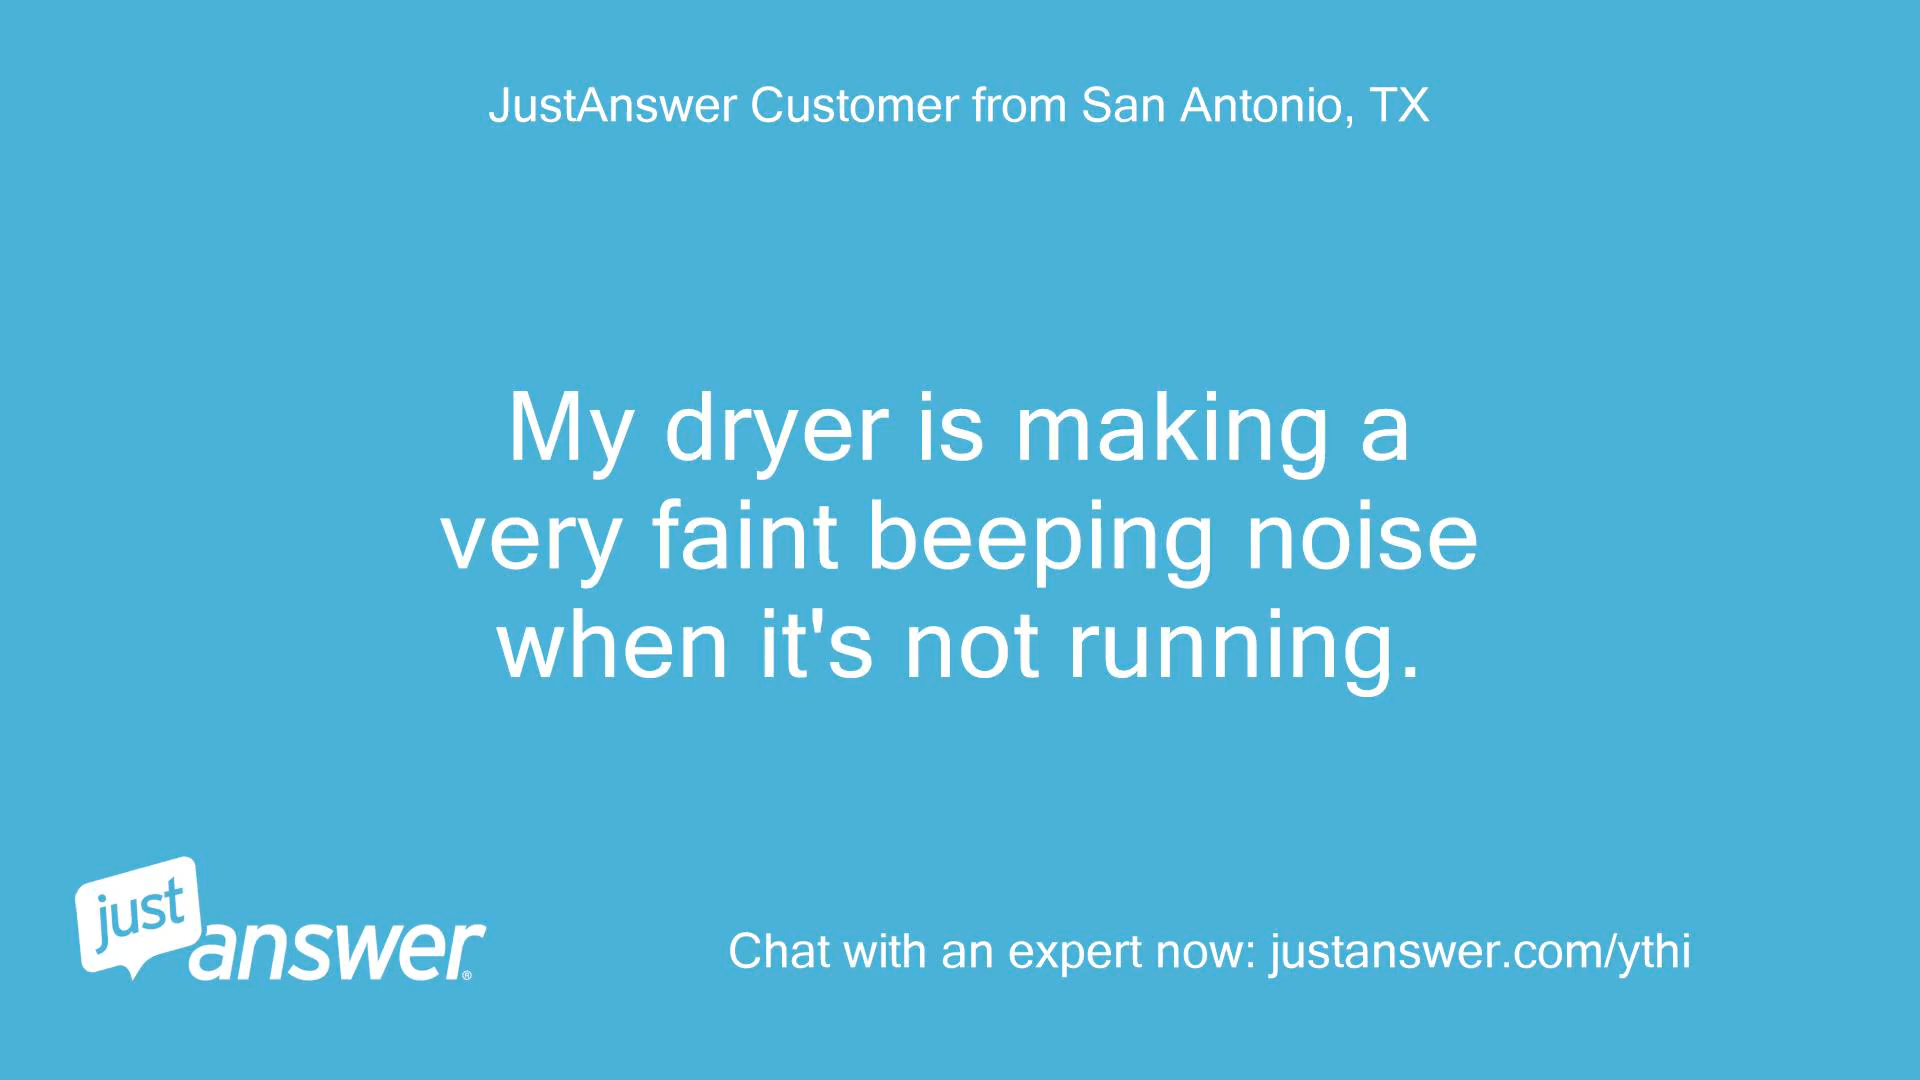 JustAnswer Customer from San Antonio, TX
My dryer is making a
very faint beeping noise
when it's not running.
just
answer®
Chat with an expert now: justanswer.com/ythi